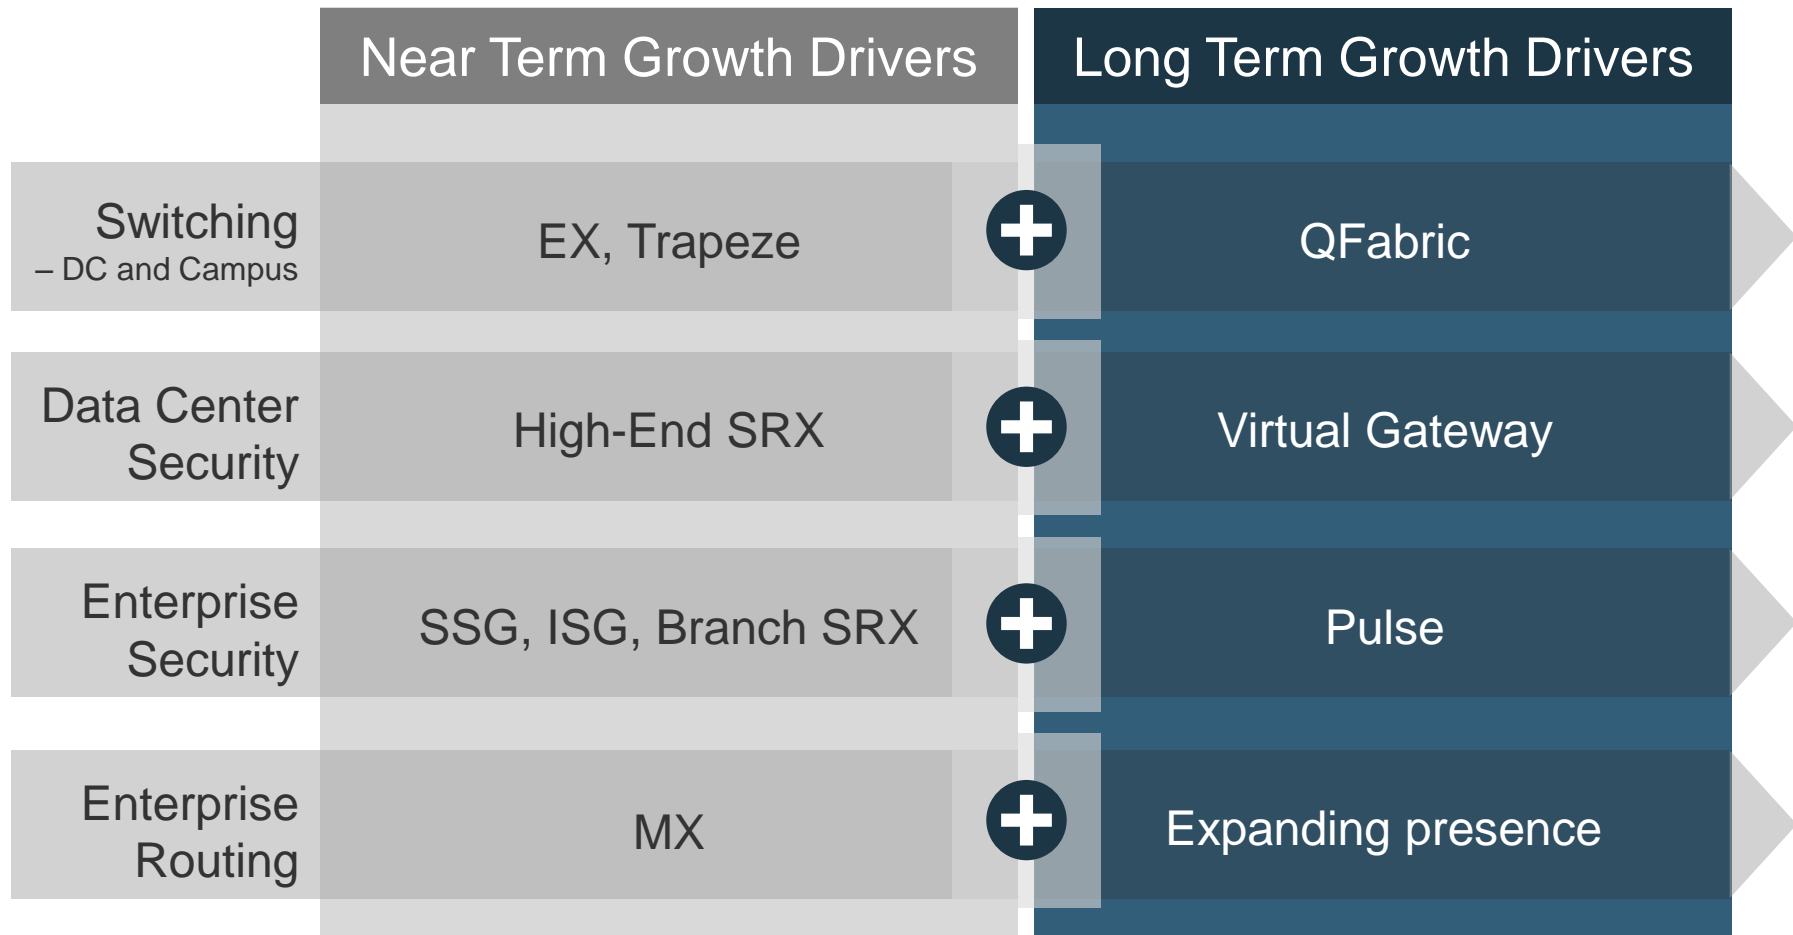 Near Term Growth Drivers
Long Term Growth Drivers
Switching
– DC and Campus
EX, Trapeze
QFabric
Data Center
Security
High-End SRX
Virtual Gateway
Enterprise
Security
SSG, ISG, Branch SRX
Pulse
Enterprise
Routing
MX
Expanding presence